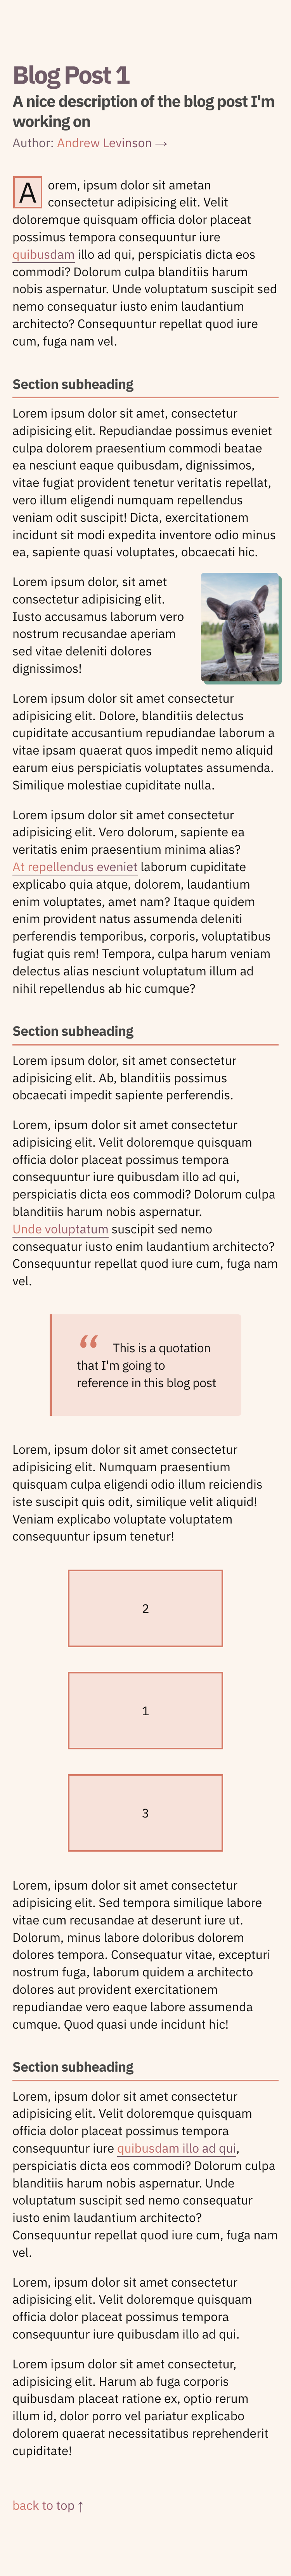 Blog Post 1
A nice description of the blog post I'm
working on
Author: Andrew Levinson →
A orem, ipsum dolor sit ametan
consectetur adipisicing elit. Velit
doloremque quisquam officia dolor placeat
possimus tempora consequuntur iure
quibusdam illo ad qui, perspiciatis dicta eos
commodi? Dolorum culpa blanditiis harum
nobis aspernatur. Unde voluptatum suscipit sed
nemo consequatur iusto enim laudantium
architecto? Consequuntur repellat quod iure
cum, fuga nam vel.
Section subheading
Lorem ipsum dolor sit amet, consectetur
adipisicing elit. Repudiandae possimus eveniet
culpa dolorem praesentium commodi beatae
ea nesciunt eaque quibusdam, dignissimos,
vitae fugiat provident tenetur veritatis repellat,
vero illum eligendi numquam repellendus
veniam odit suscipit! Dicta, exercitationem
incidunt sit modi expedita inventore odio minus
ea, sapiente quasi voluptates, obcaecati hic.
Lorem ipsum dolor, sit amet
consectetur adipisicing elit.
Iusto accusamus laborum vero
nostrum recusandae aperiam
sed vitae deleniti dolores
dignissimos!
Lorem ipsum dolor sit amet consectetur
adipisicing elit. Dolore, blanditiis delectus
cupiditate accusantium repudiandae laborum a
vitae ipsam quaerat quos impedit nemo aliquid
earum eius perspiciatis voluptates assumenda.
Similique molestiae cupiditate nulla.
Lorem ipsum dolor sit amet consectetur
adipisicing elit. Vero dolorum, sapiente ea
veritatis enim praesentium minima alias?
At repellendus eveniet laborum cupiditate
explicabo quia atque, dolorem, laudantium
enim voluptates, amet nam? Itaque quidem
enim provident natus assumenda deleniti
perferendis temporibus, corporis, voluptatibus
fugiat quis rem! Tempora, culpa harum veniam
delectus alias nesciunt voluptatum illum ad
nihil repellendus ab hic cumque?
Section subheading
Lorem ipsum dolor, sit amet consectetur
adipisicing elit. Ab, blanditiis possimus
obcaecati impedit sapiente perferendis.
Lorem, ipsum dolor sit amet consectetur
adipisicing elit. Velit doloremque quisquam
officia dolor placeat possimus tempora
consequuntur iure quibusdam illo ad qui,
perspiciatis dicta eos commodi? Dolorum culpa
blanditiis harum nobis aspernatur.
Unde voluptatum suscipit sed nemo
consequatur iusto enim laudantium architecto?
Consequuntur repellat quod iure cum, fuga nam
vel.
“ This is a quotation
that I'm going to
reference in this blog post
Lorem, ipsum dolor sit amet consectetur
adipisicing elit. Numquam praesentium
quisquam culpa eligendi odio illum reiciendis
iste suscipit quis odit, similique velit aliquid!
Veniam explicabo voluptate voluptatem
consequuntur ipsum tenetur!
2
1
3
Lorem, ipsum dolor sit amet consectetur
adipisicing elit. Sed tempora similique labore
vitae cum recusandae at deserunt iure ut.
Dolorum, minus labore doloribus dolorem
dolores tempora. Consequatur vitae, excepturi
nostrum fuga, laborum quidem a architecto
dolores aut provident exercitationem
repudiandae vero eaque labore assumenda
cumque. Quod quasi unde incidunt hic!
Section subheading
Lorem, ipsum dolor sit amet consectetur
adipisicing elit. Velit doloremque quisquam
officia dolor placeat possimus tempora
consequuntur iure quibusdam illo ad qui,
perspiciatis dicta eos commodi? Dolorum culpa
blanditiis harum nobis aspernatur. Unde
voluptatum suscipit sed nemo consequatur
iusto enim laudantium architecto?
Consequuntur repellat quod iure cum, fuga nam
vel.
Lorem, ipsum dolor sit amet consectetur
adipisicing elit. Velit doloremque quisquam
officia dolor placeat possimus tempora
consequuntur iure quibusdam illo ad qui.
Lorem ipsum dolor sit amet consectetur,
adipisicing elit. Harum ab fuga corporis
quibusdam placeat ratione ex, optio rerum
illum id, dolor porro vel pariatur explicabo
dolorem quaerat necessitatibus reprehenderit
cupiditate!
back to top ↑